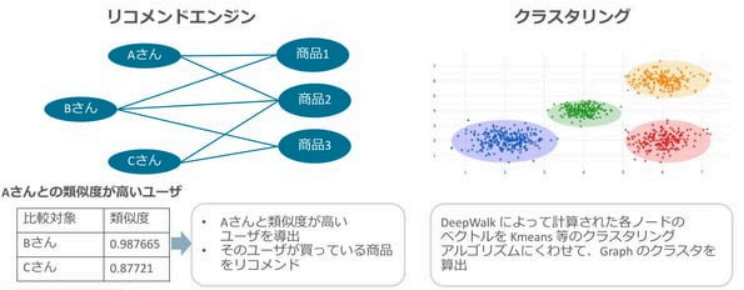 リコメンドエンジン
Aさん
Bさん
Cさん
商品1
商品2
商品3
Aさんとの類似度が高いユーザ
比較対象 類似度
Bさん 0.987665
Cさん 0.87721
• Aさんと類似度が高い
ユーザを導出
• そのユーザが買っている商品
をリコメンド
クラスタリング
DeepWalk によって計算された各ノードの
ベクトルを Kmeans 等のクラスタリング
アルゴリズムにくわせて、Graph のクラスタを
算出